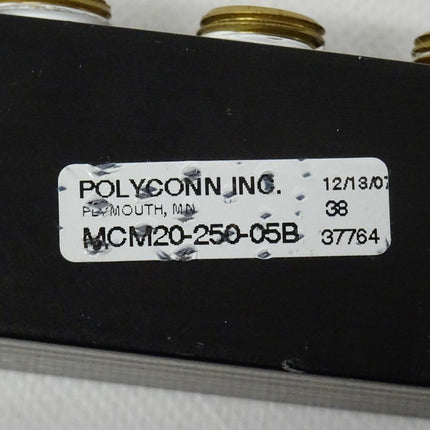 POLYCONN INC. 12/13/07
PLYMOUTH, MN 38
MCM20-250-05B 37764